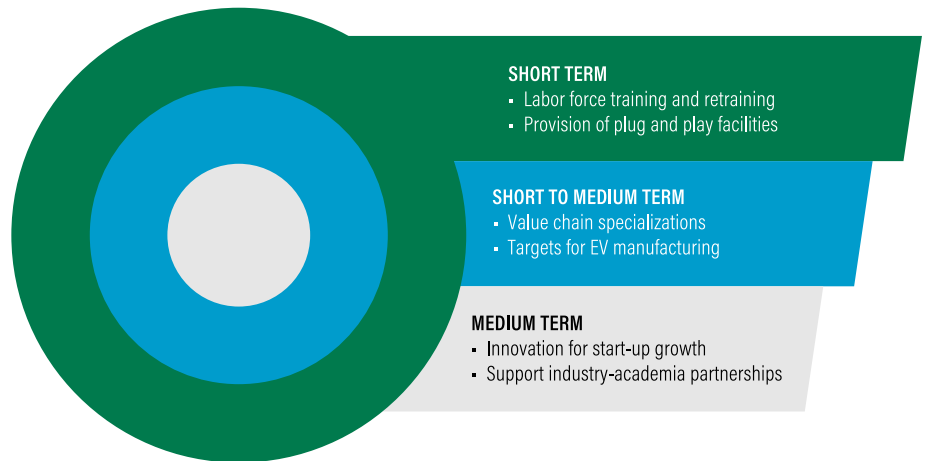 SHORT TERM
▪ Labor force training and retraining
▪ Provision of plug and play facilities
SHORT TO MEDIUM TERM
▪ Value chain specializations
▪ Targets for EV manufacturing
MEDIUM TERM
▪ Innovation for start-up growth
▪ Support industry-academia partnerships